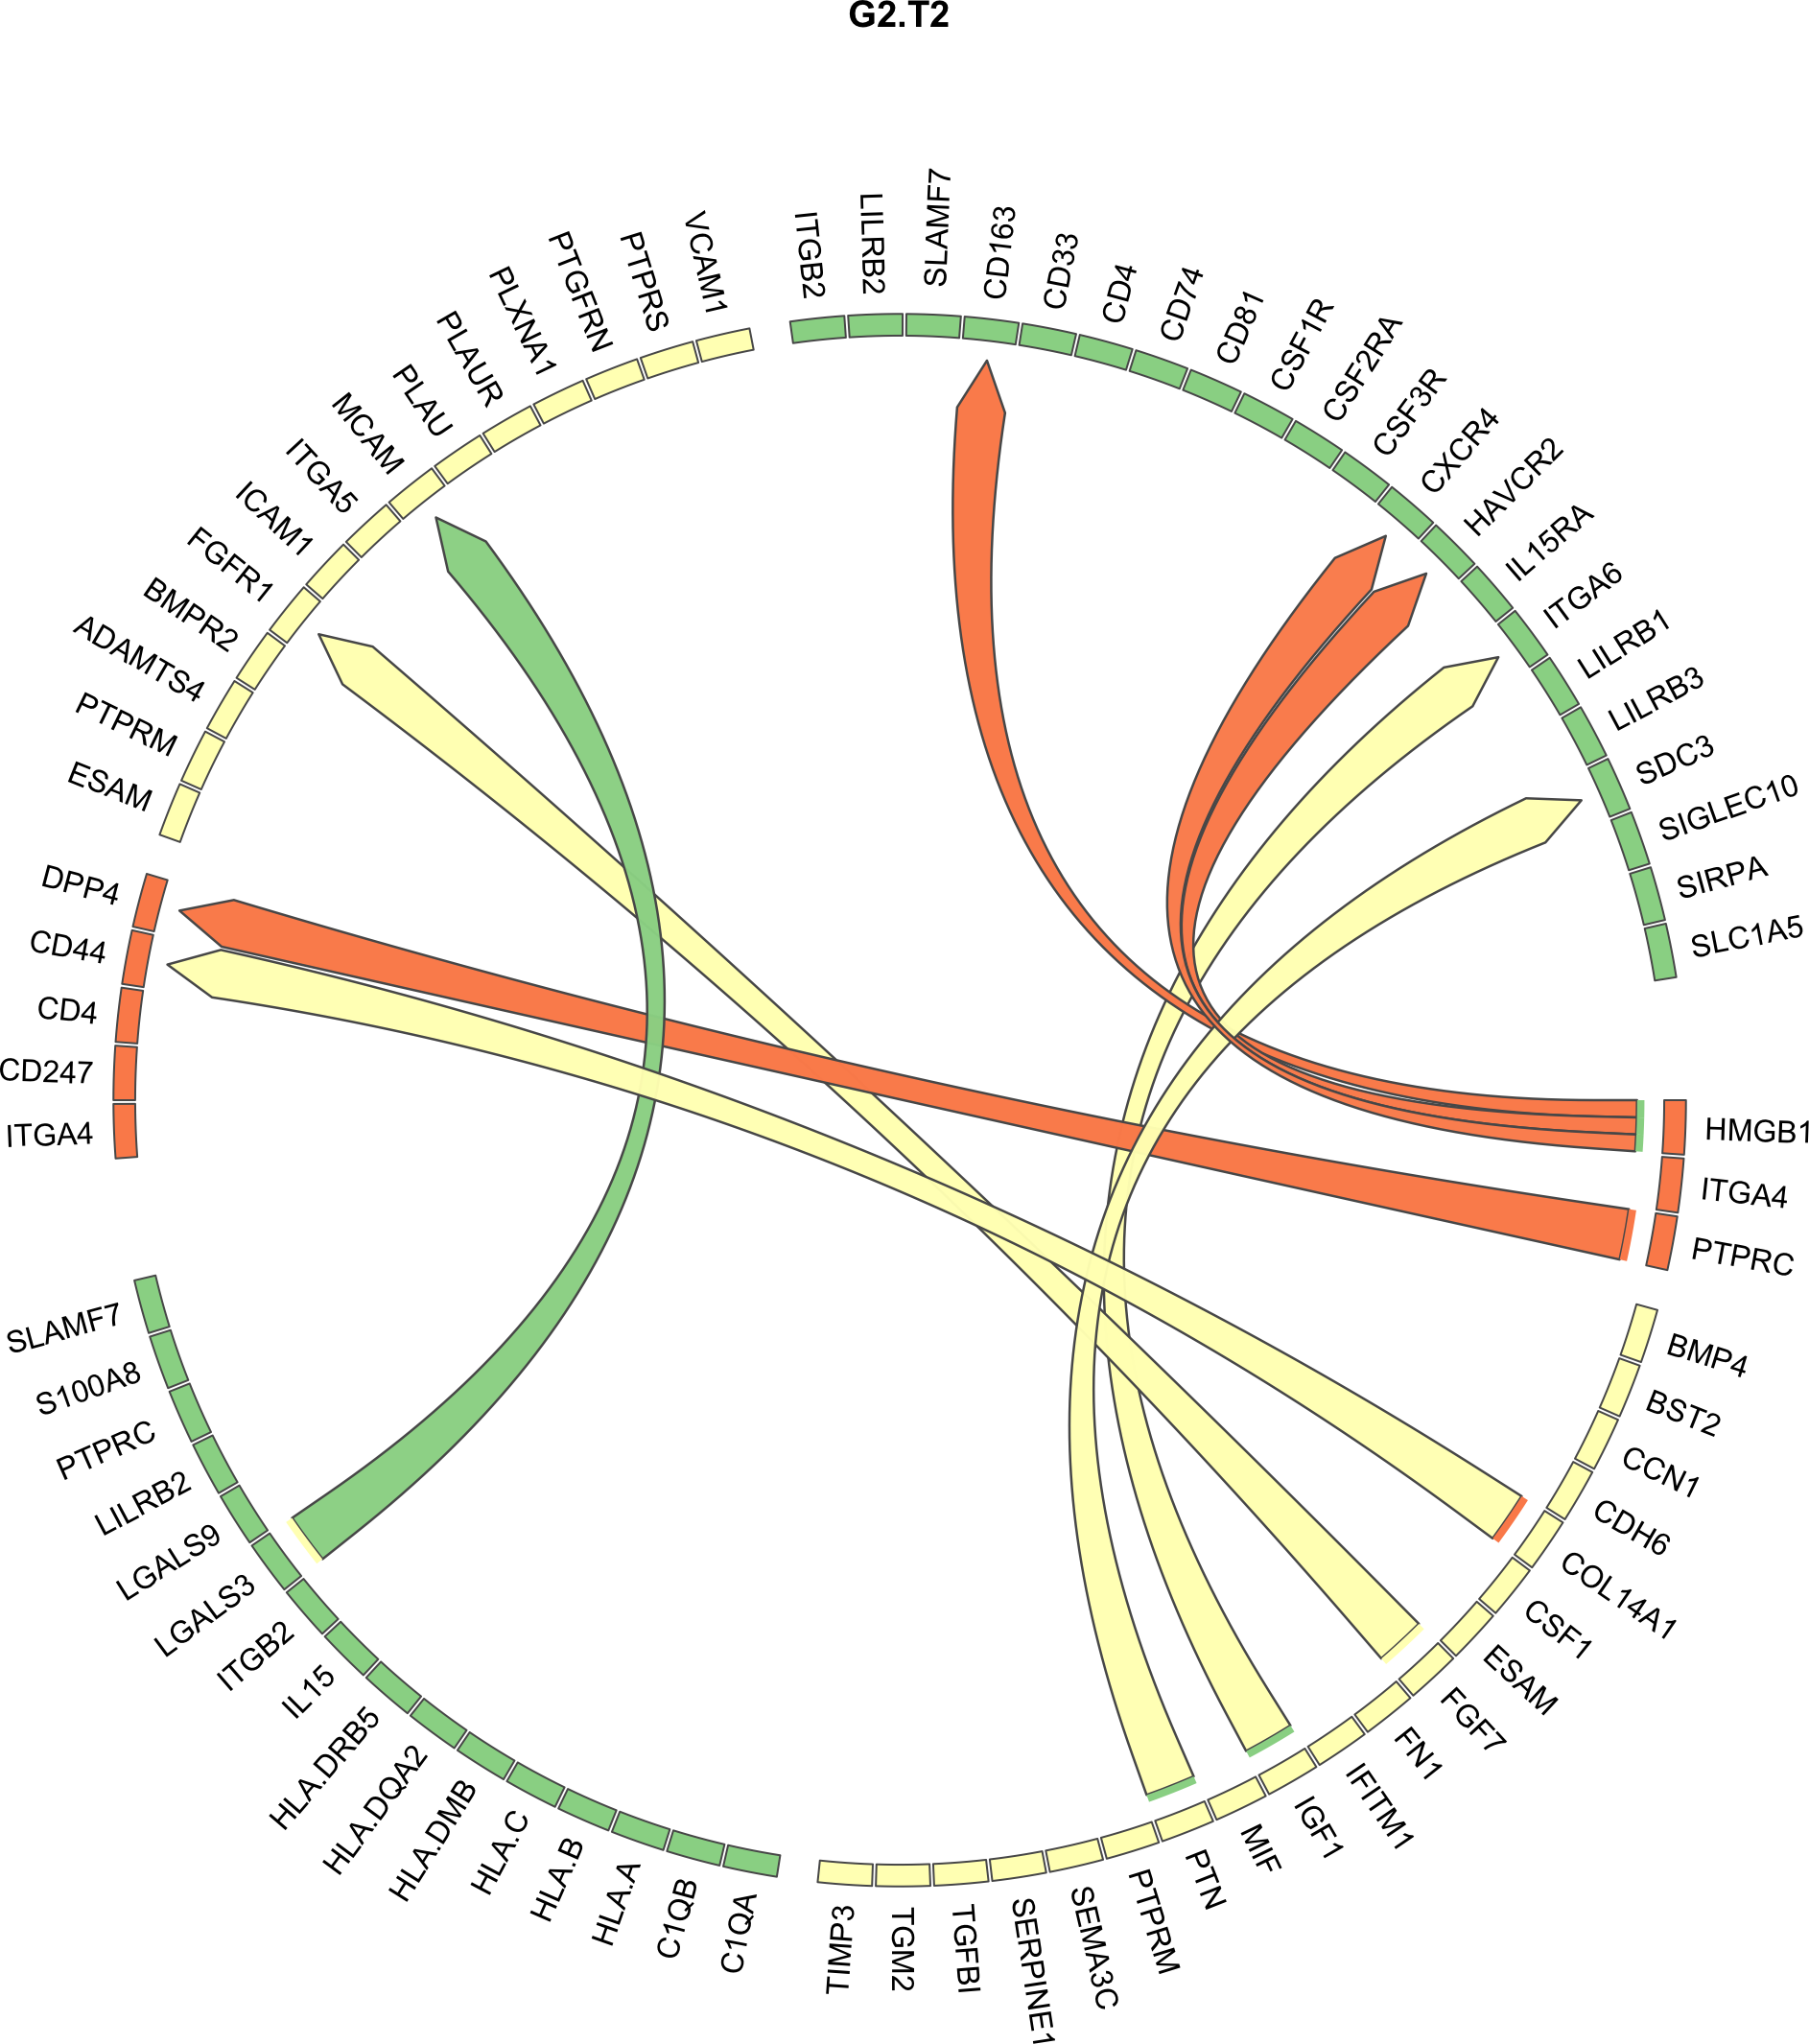 G2.T2
ITGB2
LILRB2
SLAMF7
CD163
CD33
CD4
CD74
CD81
CSF1R
CSF2RA
CSF3R
CXCR4
HAVCR2
IL15RA
ITGA6
LILRB1
LILRB3
SDC3
SIGLEC10
SIRPA
SLC1A5
HMGB1
ITGA4
PTPRC
BMP4
BST2
CCN1
CDH6
COL14A1
CSF1
ESAM
FGF7
FN1
IFITM1
IGF1
MIF
PTN
PTPRM
SEMA3C
SERPINE1
TGFBI
TGM2
TIMP3
C1QA
C1QB
HLA.A
HLA.B
HLA.C
HLA.DMB
HLA.DQA2
HLA.DRB5
IL15
ITGB2
LGALS3
LGALS9
LILRB2
PTPRC
S100A8
SLAMF7
ITGA4
CD247
CD4
CD44
DPP4
ESAM
PTPRM
ADAMTS4
BMPR2
FGFR1
ICAM1
ITGA5
MCAM
PLAU
PLAUR
PLXNA1
PTGFRN
PTPRS
VCAM1